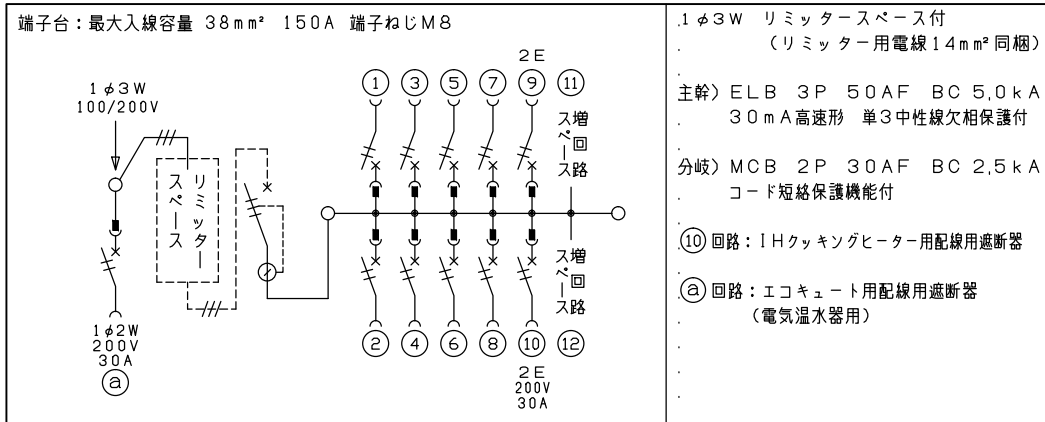 端子台：最大入線容量 38mm² 150A 端子ねじM8
1φ3W
100/200V
リミッター
スペース
1φ2W
200V
30A
ⓐ
2E
① ③ ⑤ ⑦ ⑨ ⑪
増回路
スペース
増回路
スペース
② ④ ⑥ ⑧ ⑩ ⑫
2E
200V
30A
1φ3W リミッタースペース付
（リミッター用電線14mm²同梱）
主幹）ELB 3P 50AF BC 5,0kA
30mA高速形 単3中性線欠相保護付
分岐）MCB 2P 30AF BC 2,5kA
コード短絡保護機能付
⑩回路：IHクッキングヒーター用配線用遮断器
ⓐ回路：エコキュート用配線用遮断器
（電気温水器用）